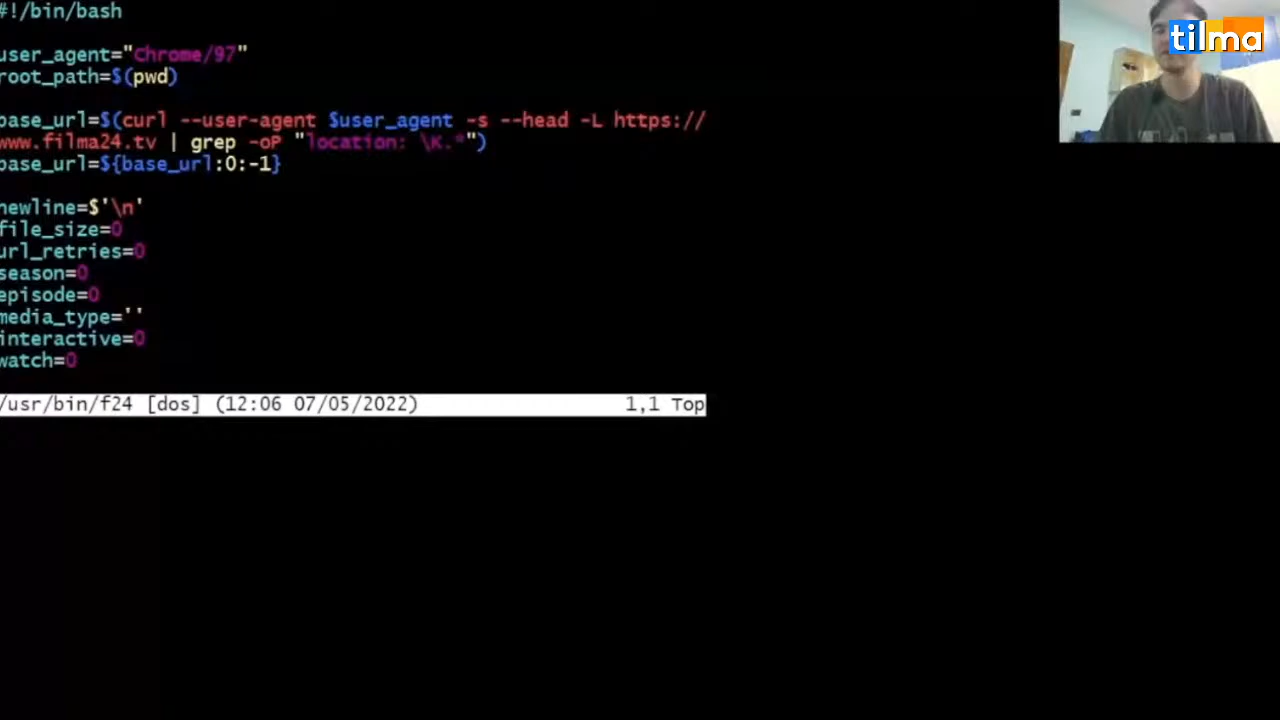 #!/bin/bash
user_agent="Chrome/97"
root_path=$(pwd)
base_url=$(curl --user-agent $user_agent -s --head -L https://
www.filma24.tv | grep -oP "location: \K.*")
base_url=${base_url:0:-1}
newline=$'\n'
file_size=0
url_retries=0
season=0
episode=0
media_type=''
interactive=0
watch=0
/usr/bin/f24 [dos] (12:06 07/05/2022) 1,1 Top
tilma